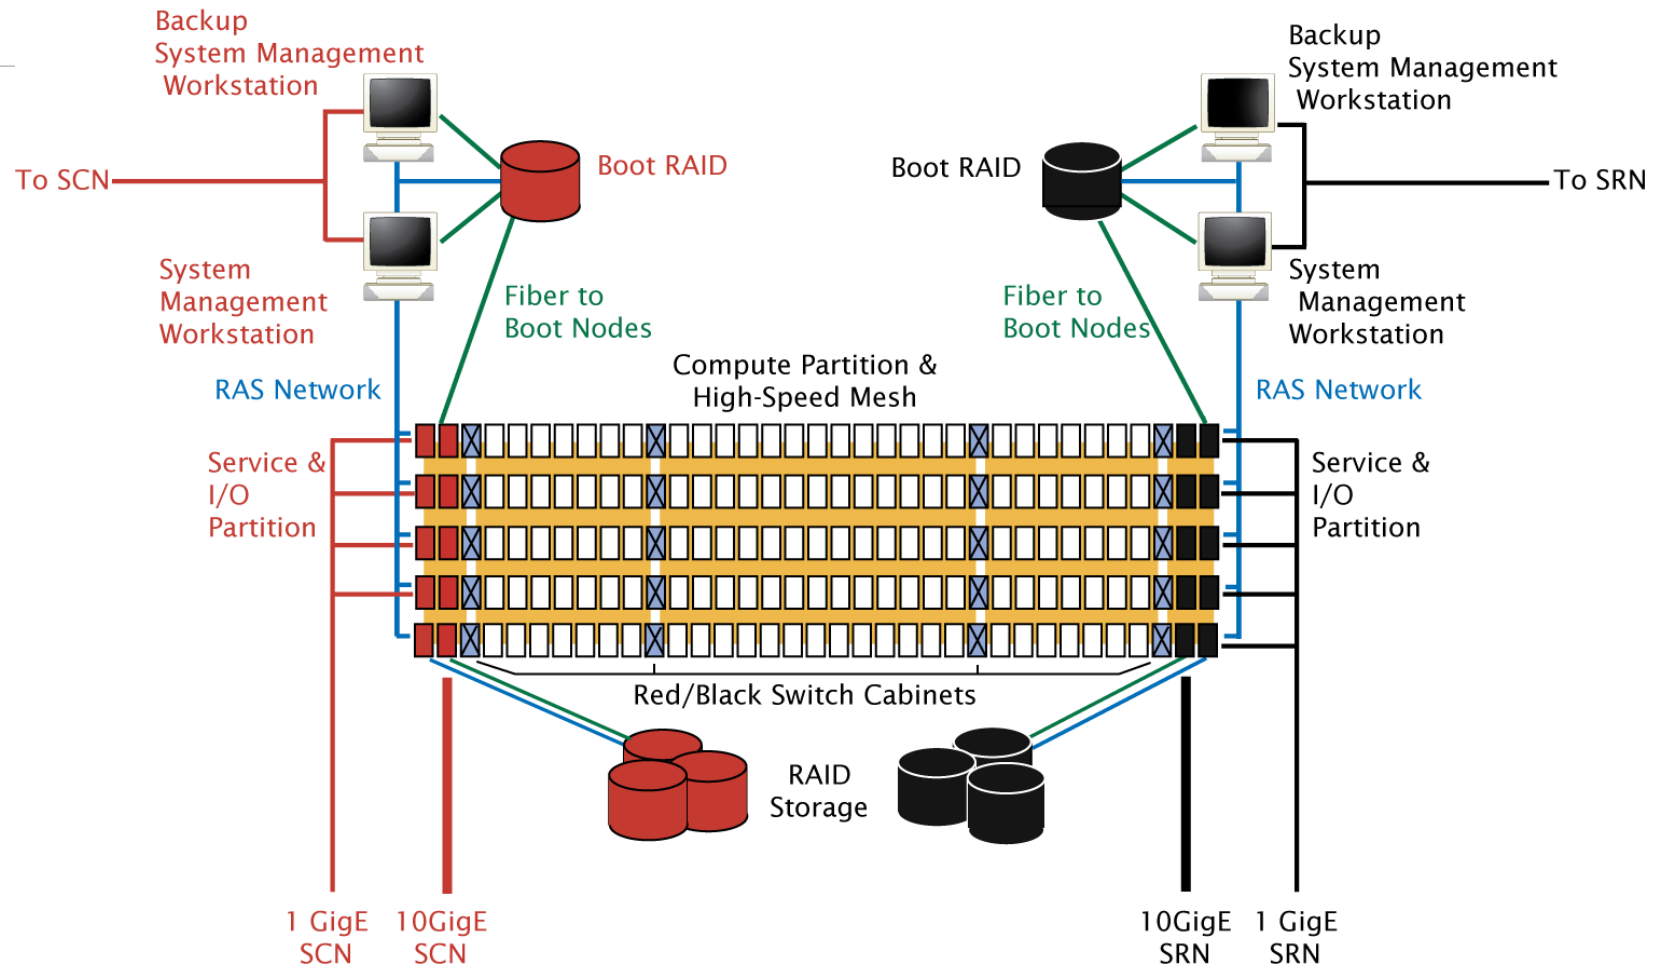 Backup
System Management
Workstation
Backup
System Management
Workstation
Boot RAID
Boot RAID
To SCN
To SRN
System
Management
Workstation
System
Management
Workstation
Fiber to
Boot Nodes
Fiber to
Boot Nodes
Compute Partition &
High-Speed Mesh
RAS Network
RAS Network
Service &
I/O
Partition
Service &
I/O
Partition
Red/Black Switch Cabinets
RAID
Storage
1 GigE
SCN
10GigE
SCN
10GigE
SRN
1 GigE
SRN